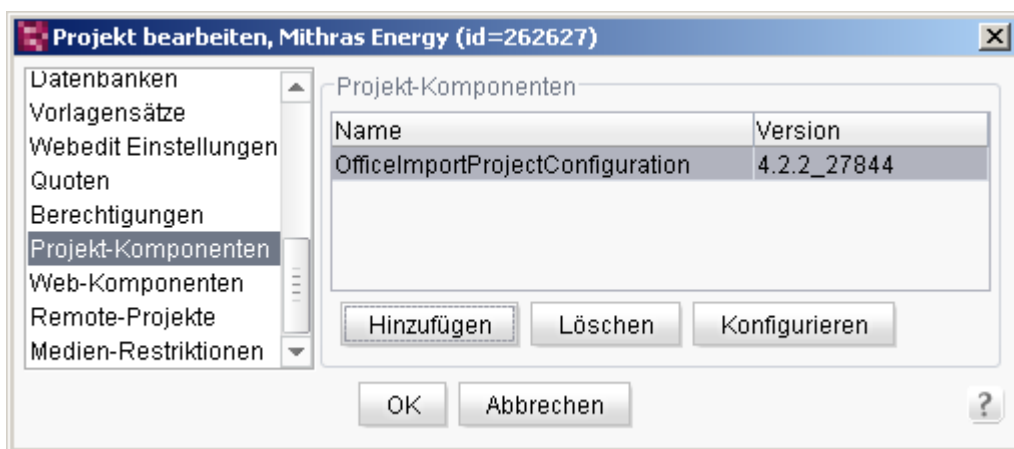 Projekt bearbeiten, Mithras Energy (id=262627)
Datenbanken
Vorlagensätze
Webedit Einstellungen
Quoten
Berechtigungen
Projekt-Komponenten
Web-Komponenten
Remote-Projekte
Medien-Restriktionen
Projekt-Komponenten
Name Version
OfficeImportProjectConfiguration 4.2.2_27844
Hinzufügen Löschen Konfigurieren
OK Abbrechen ?